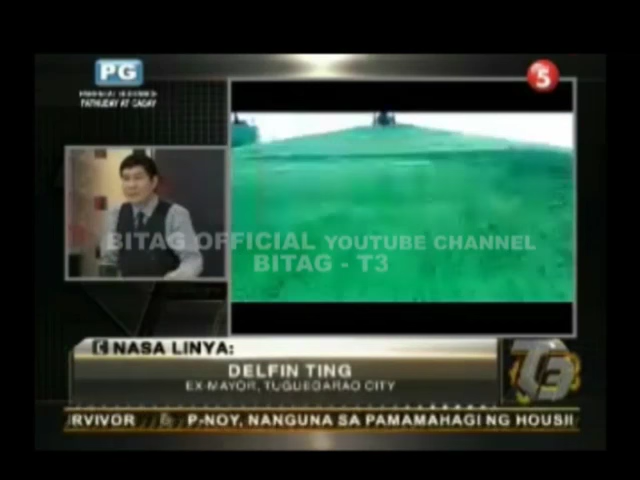 PG
PATNUBAY AT GABAY
5
BITAG OFFICIAL YOUTUBE CHANNEL
BITAG - T3
NASA LINYA:
DELFIN TING
EX-MAYOR, TUGUEGARAO CITY
T3
RVIVOR
P-NOY, NANGUNA SA PAMAMAHAGI NG HOUSI